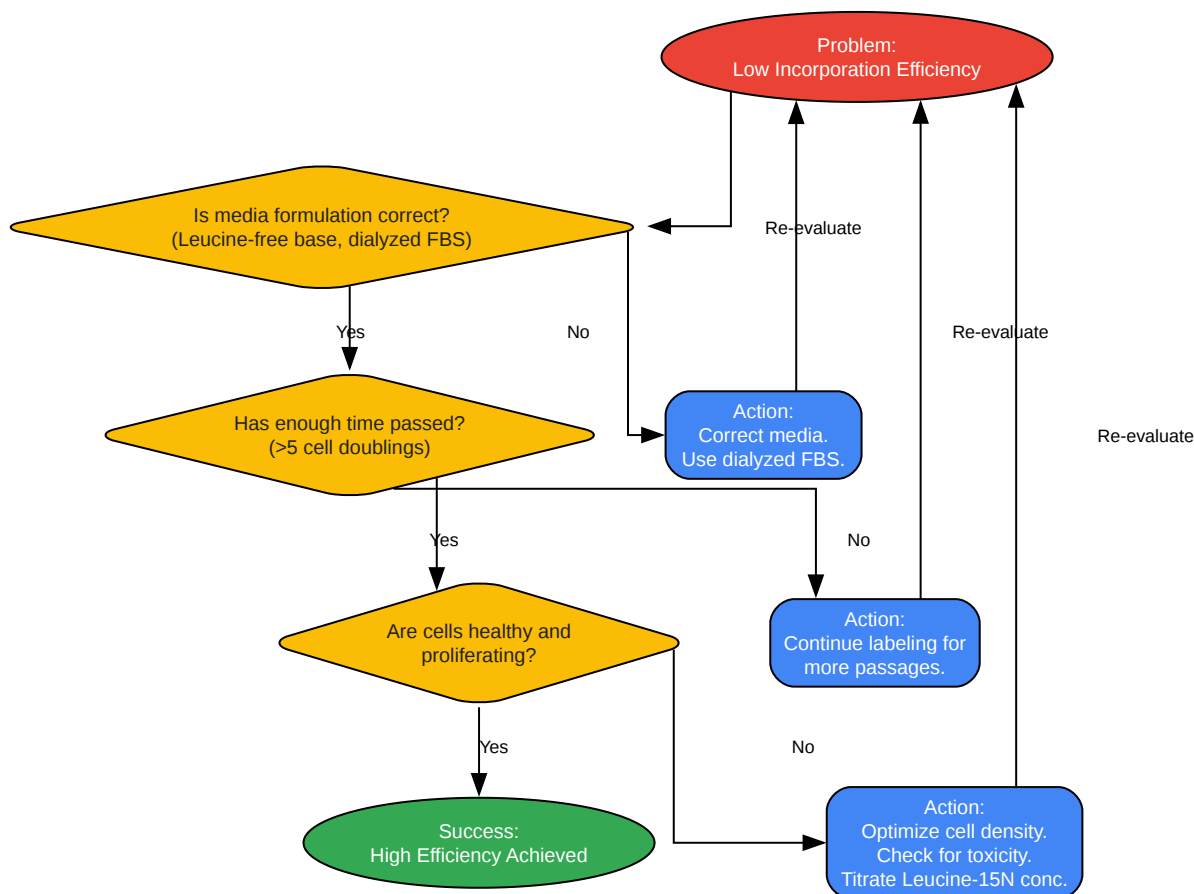 Problem:
Low Incorporation Efficiency
Is media formulation correct?
(Leucine-free base, dialyzed FBS)
Re-evaluate
Yes
No
Re-evaluate
Has enough time passed?
(>5 cell doublings)
Action:
Correct media.
Use dialyzed FBS.
Re-evaluate
Yes
No
Are cells healthy and
proliferating?
Action:
Continue labeling for
more passages.
Yes
No
Success:
High Efficiency Achieved
Action:
Optimize cell density.
Check for toxicity.
Titrate Leucine-15N conc.